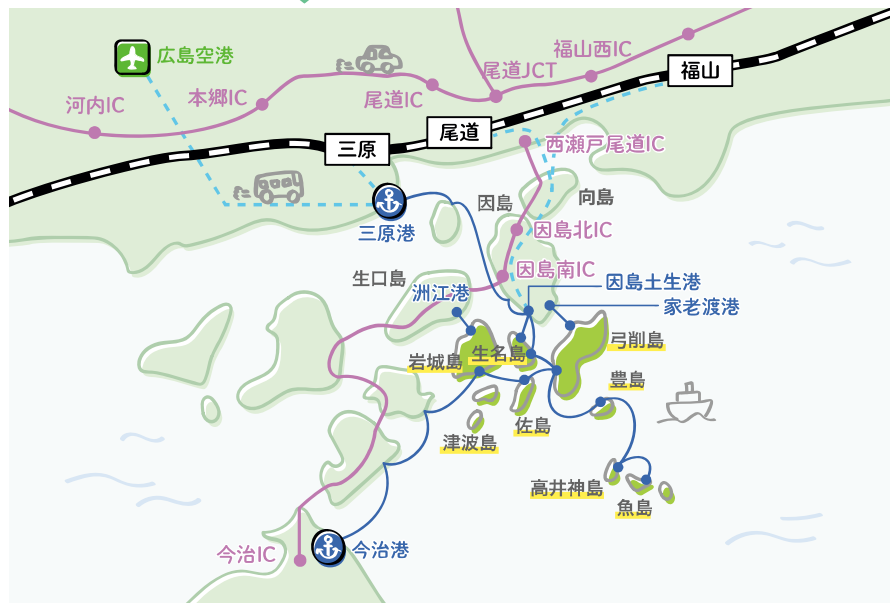 広島空港
福山西IC
尾道JCT
福山
本郷IC
尾道IC
河内IC
尾道
三原
西瀬戸尾道IC
因島
向島
三原港
因島北IC
因島南IC
生口島
洲江港
因島土生港
家老渡港
岩城島
生名島
弓削島
豊島
佐島
津波島
高井神島
魚島
今治IC
今治港